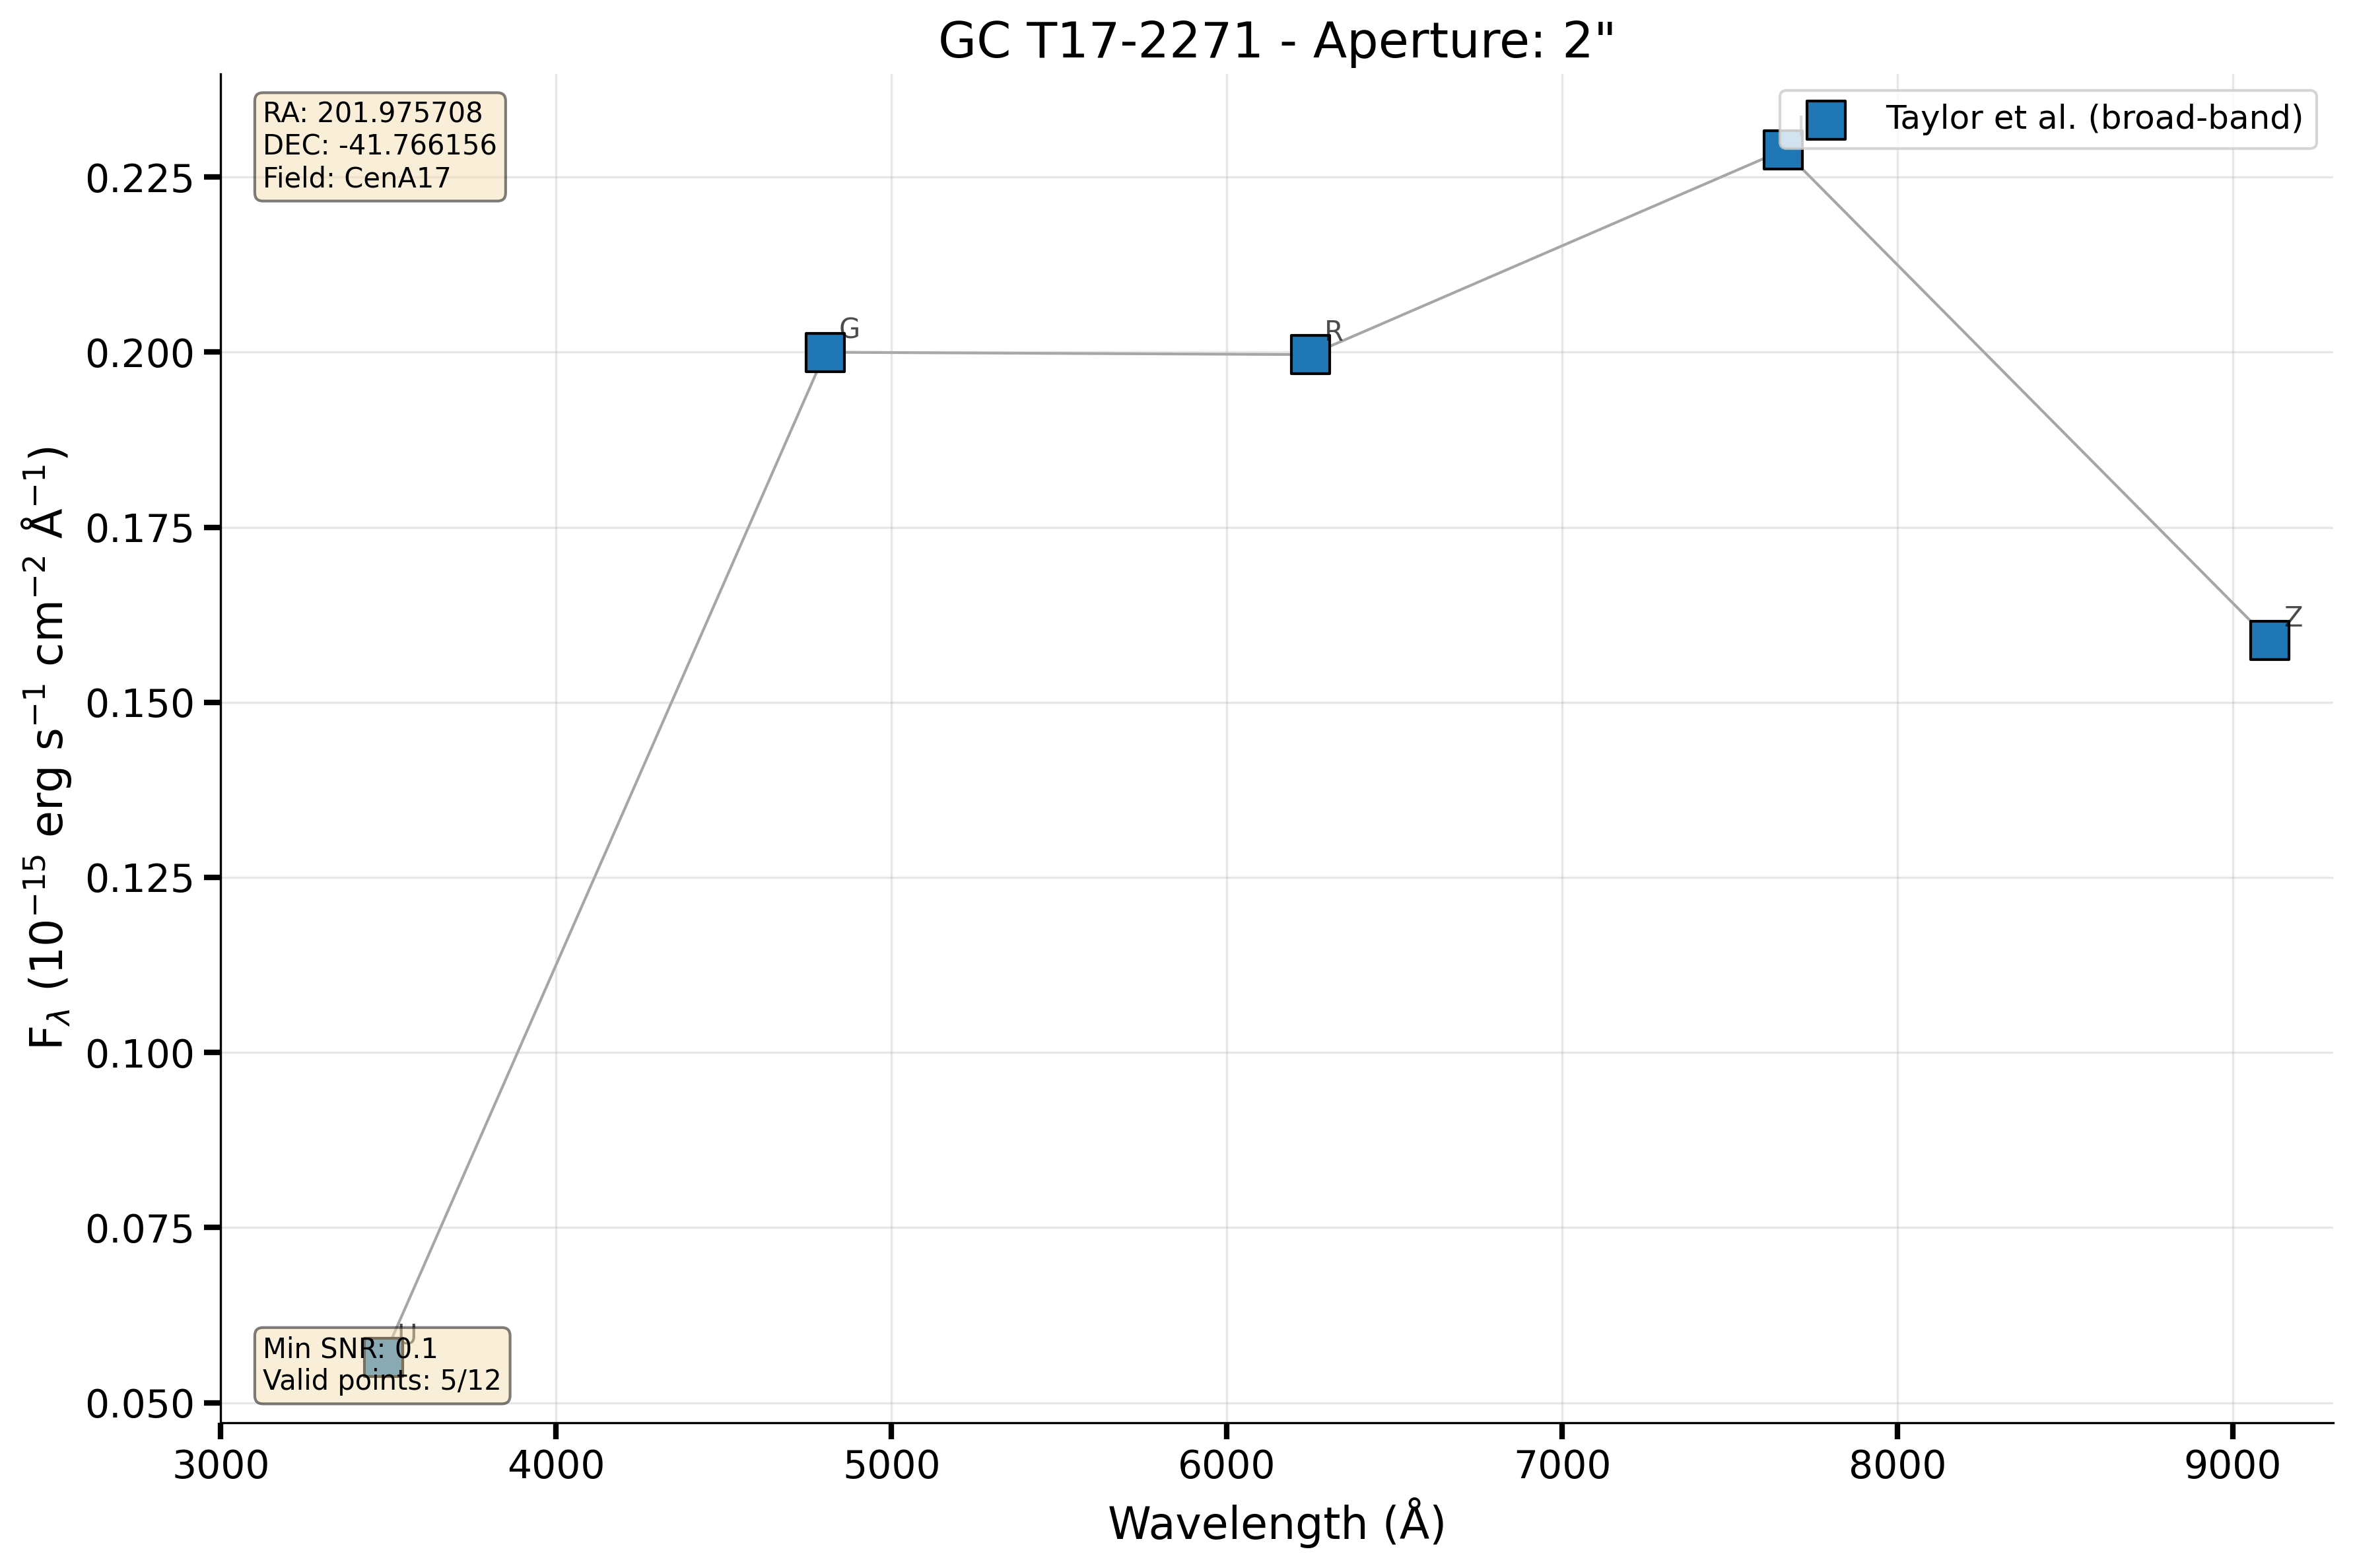 GC T17-2271 - Aperture: 2"
RA: 201.975708
DEC: -41.766156
Field: CenA17
Taylor et al. (broad-band)
I
G
R
Z
U
Min SNR: 0.1
Valid points: 5/12
F_λ (10⁻¹⁵ erg s⁻¹ cm⁻² Å⁻¹)
0.225
0.200
0.175
0.150
0.125
0.100
0.075
0.050
3000 4000 5000 6000 7000 8000 9000
Wavelength (Å)